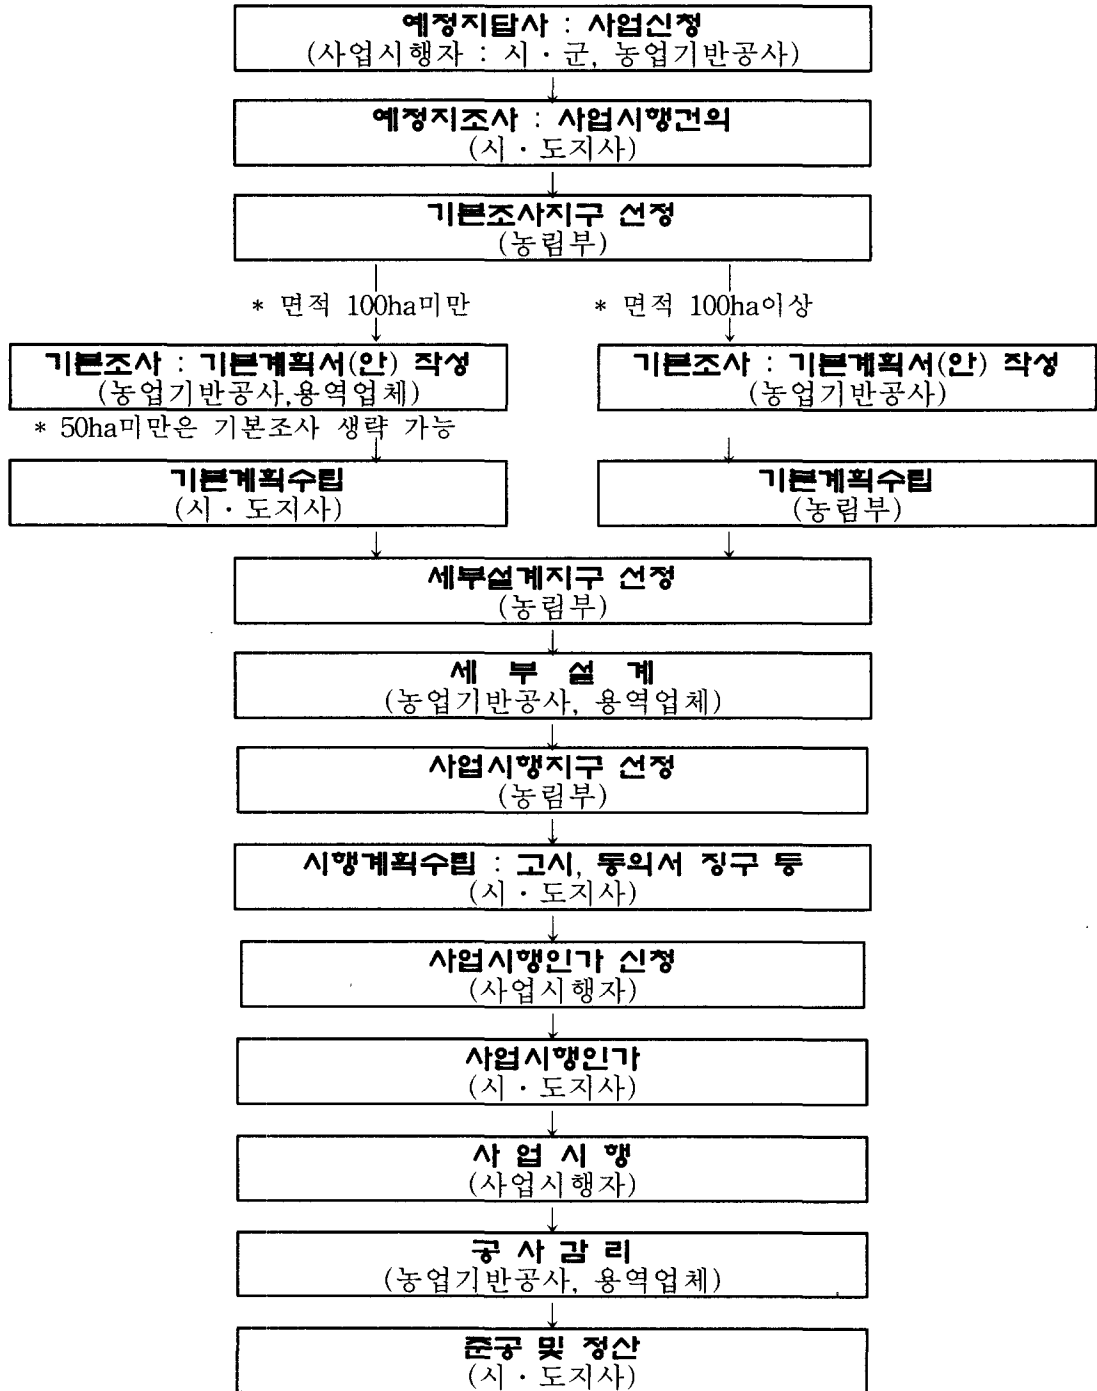 예정지답사 : 사업신청
(사업시행자 : 시 · 군, 농업기반공사)
예정지조사 : 사업시행건의
(시 · 도지사)
기본조사지구 선정
(농림부)
* 면적 100ha미만
* 면적 100ha이상
기본조사 : 기본계획서(안) 작성
(농업기반공사,용역업체)
* 50ha미만은 기본조사 생략 가능
기본조사 : 기본계획서(안) 작성
(농업기반공사)
기본계획수립
(시 · 도지사)
기본계획수립
(농림부)
세부설계지구 선정
(농림부)
세 부 설 계
(농업기반공사, 용역업체)
사업시행지구 선정
(농림부)
시행계획수립 : 고시, 동의서 징구 등
(시 · 도지사)
사업시행인가 신청
(사업시행자)
사업시행인가
(시 · 도지사)
사 업 시 행
(사업시행자)
공 사 감 리
(농업기반공사, 용역업체)
준공 및 정산
(시 · 도지사)